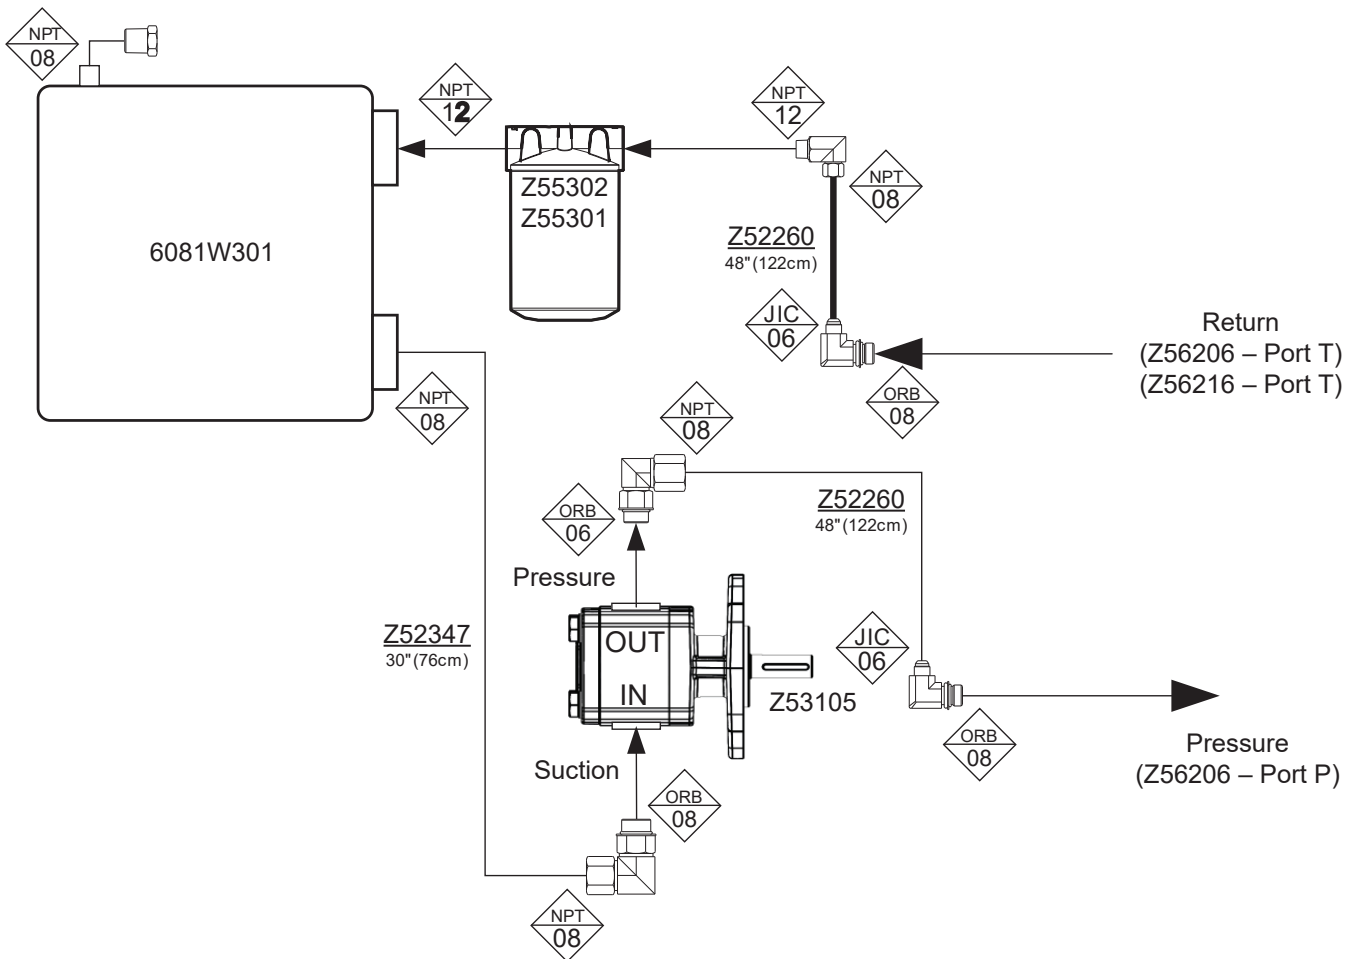 NPT
08
NPT
12
NPT
12
Z55302
Z55301
NPT
08
6081W301
Z52260
48"(122cm)
JIC
06
Return
(Z56206 – Port T)
(Z56216 – Port T)
ORB
08
NPT
08
NPT
08
ORB
06
Z52260
48"(122cm)
Pressure
Z52347
30"(76cm)
OUT
IN
JIC
06
Z53105
ORB
08
Pressure
(Z56206 – Port P)
Suction
ORB
08
NPT
08